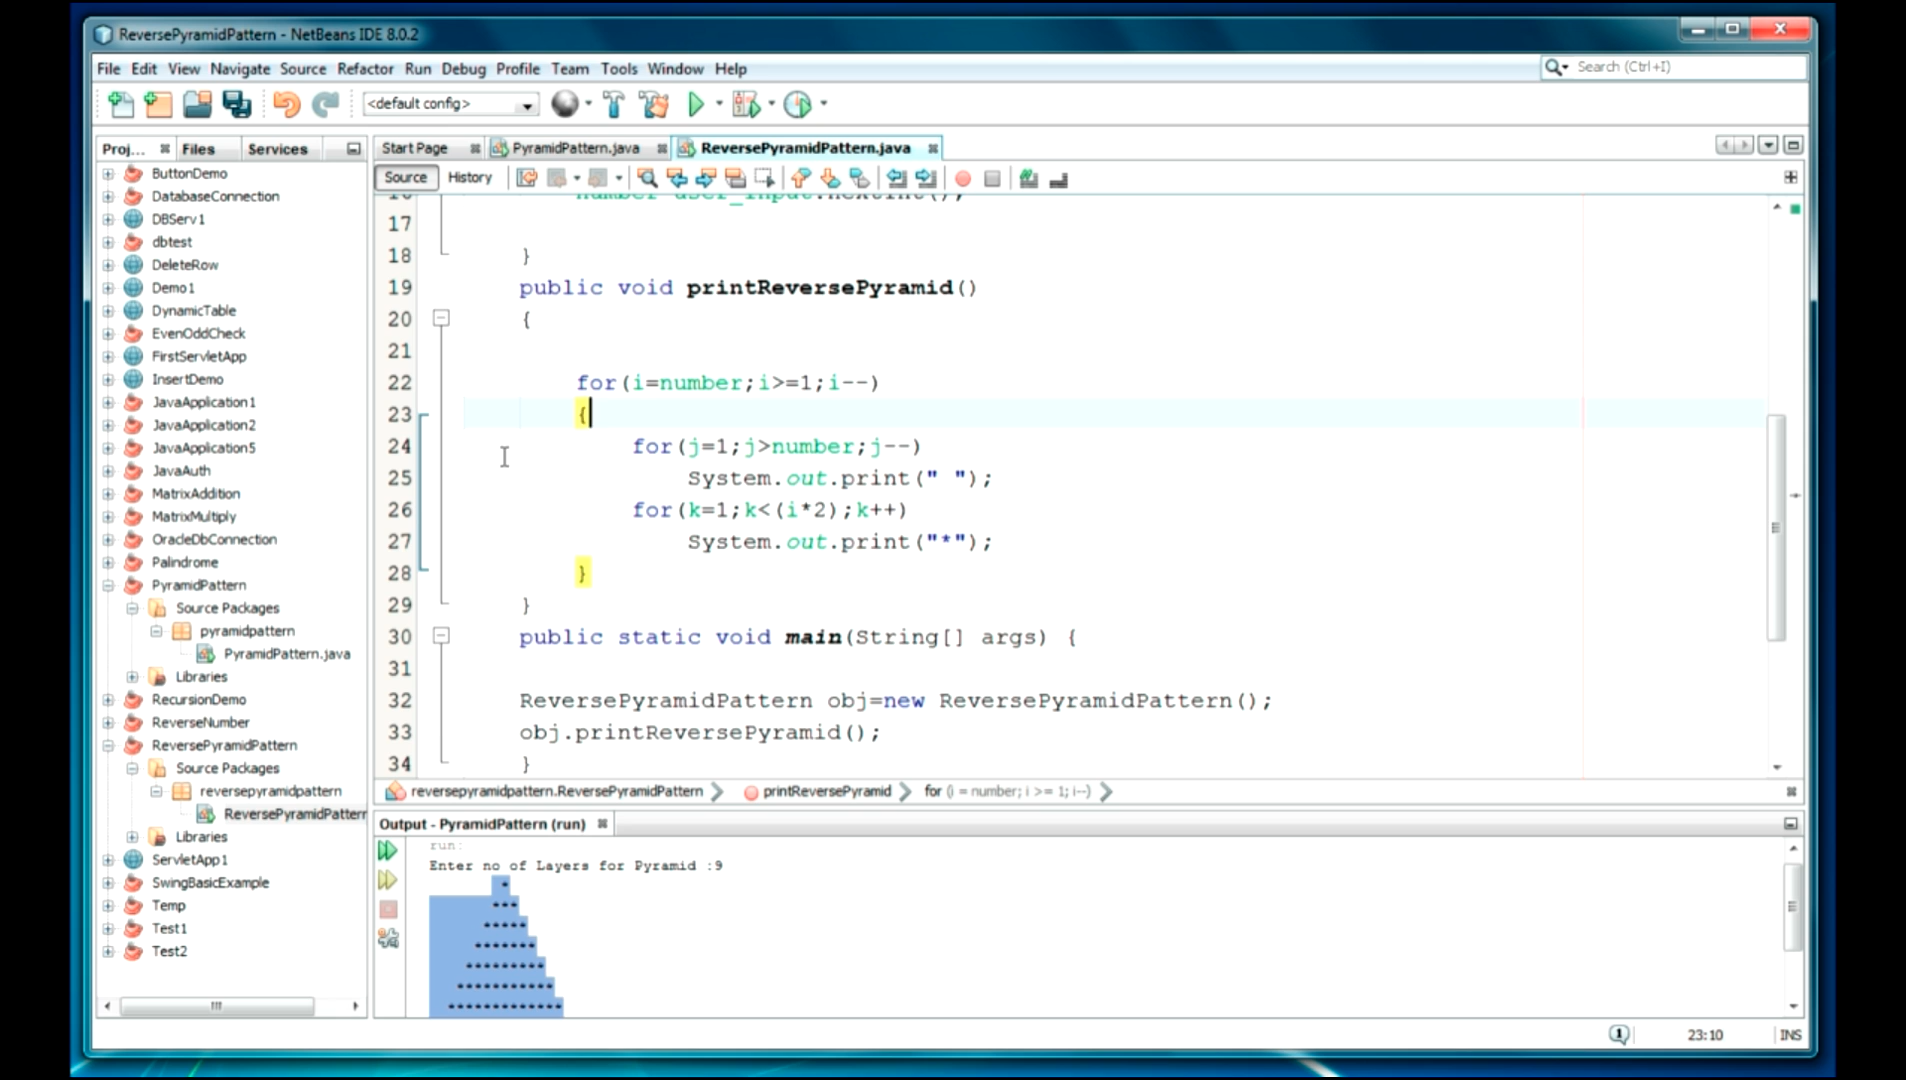 ReversePyramidPattern - NetBeans IDE 8.0.2
File Edit View Navigate Source Refactor Run Debug Profile Team Tools Window Help
Search (Ctrl+I)
<default config>
Proj... Files Services
Start Page PyramidPattern.java ReversePyramidPattern.java
Source History
ButtonDemo
DatabaseConnection
DBServ1
dbtest
DeleteRow
Demo1
DynamicTable
EvenOddCheck
FirstServletApp
InsertDemo
JavaApplication1
JavaApplication2
JavaApplication5
JavaAuth
MatrixAddition
MatrixMultiply
OracleDbConnection
Palindrome
PyramidPattern
Source Packages
pyramidpattern
PyramidPattern.java
Libraries
RecursionDemo
ReverseNumber
ReversePyramidPattern
Source Packages
reversepyramidpattern
ReversePyramidPatterr
Libraries
ServletApp1
SwingBasicExample
Temp
Test1
Test2
16 number user_input.nextInt();
17
18 }
19 public void printReversePyramid()
20 {
21
22 for(i=number;i>=1;i--)
23 {
24 for(j=1;j>number;j--)
25 System.out.print(" ");
26 for(k=1;k<(i*2);k++)
27 System.out.print("*");
28 }
29 }
30 public static void main(String[] args) {
31
32 ReversePyramidPattern obj=new ReversePyramidPattern();
33 obj.printReversePyramid();
34 }
reversepyramidpattern.ReversePyramidPattern printReversePyramid for (i = number; i >= 1; i--)
Output - PyramidPattern (run)
run:
Enter no of Layers for Pyramid :9
*
***
*****
*******
*********
***********
*************
23:10 INS